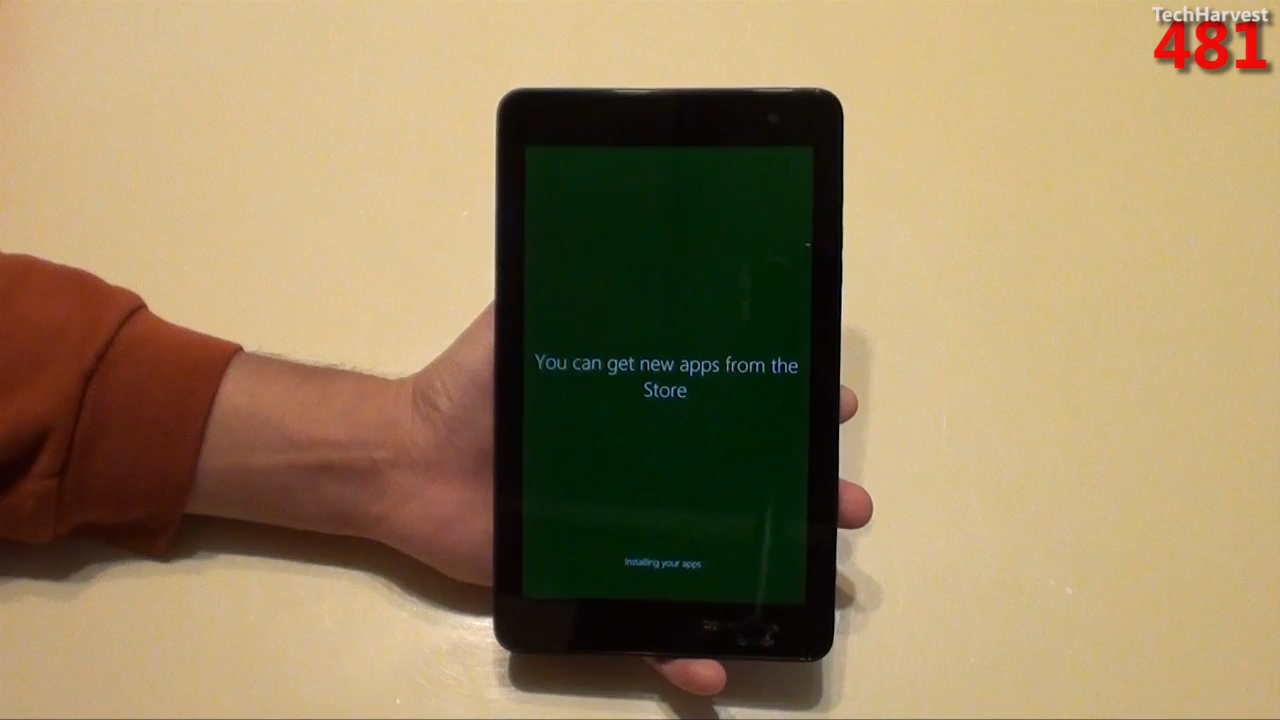 TechHarvest
481
You can get new apps from the
Store
Installing your apps